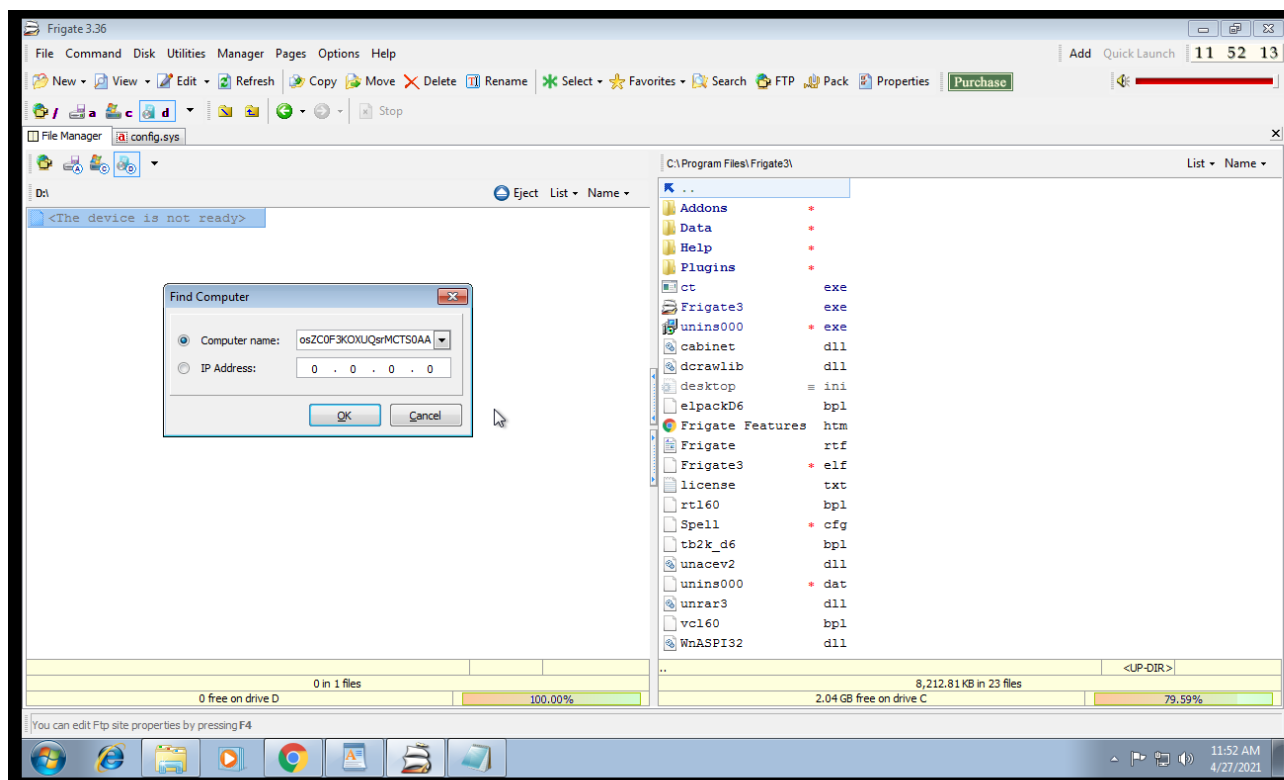 Frigate 3.36
File Command Disk Utilities Manager Pages Options Help
Add Quick Launch 11 52 13
New View Edit Refresh Copy Move Delete Rename Select Favorites Search FTP Pack Properties Purchase
/ a c d Stop
File Manager config.sys
C:\Program Files\Frigate3\ List Name
D:\ Eject List Name
<The device is not ready>
..
Addons *
Data *
Help *
Plugins *
ct exe
Frigate3 exe
unins000 * exe
cabinet dll
dcrawlib dll
desktop ≡ ini
elpackD6 bpl
Frigate Features htm
Frigate rtf
Frigate3 * elf
license txt
rtl60 bpl
Spell * cfg
tb2k_d6 bpl
unacev2 dll
unins000 * dat
unrar3 dll
vcl60 bpl
WnASPI32 dll
Find Computer
Computer name: osZC0F3KOXUQsrMCTS0AA
IP Address: 0 . 0 . 0 . 0
OK Cancel
0 in 1 files
0 free on drive D 100.00%
.. <UP-DIR>
8,212.81 KB in 23 files
2.04 GB free on drive C 79.59%
You can edit Ftp site properties by pressing F4
11:52 AM
4/27/2021